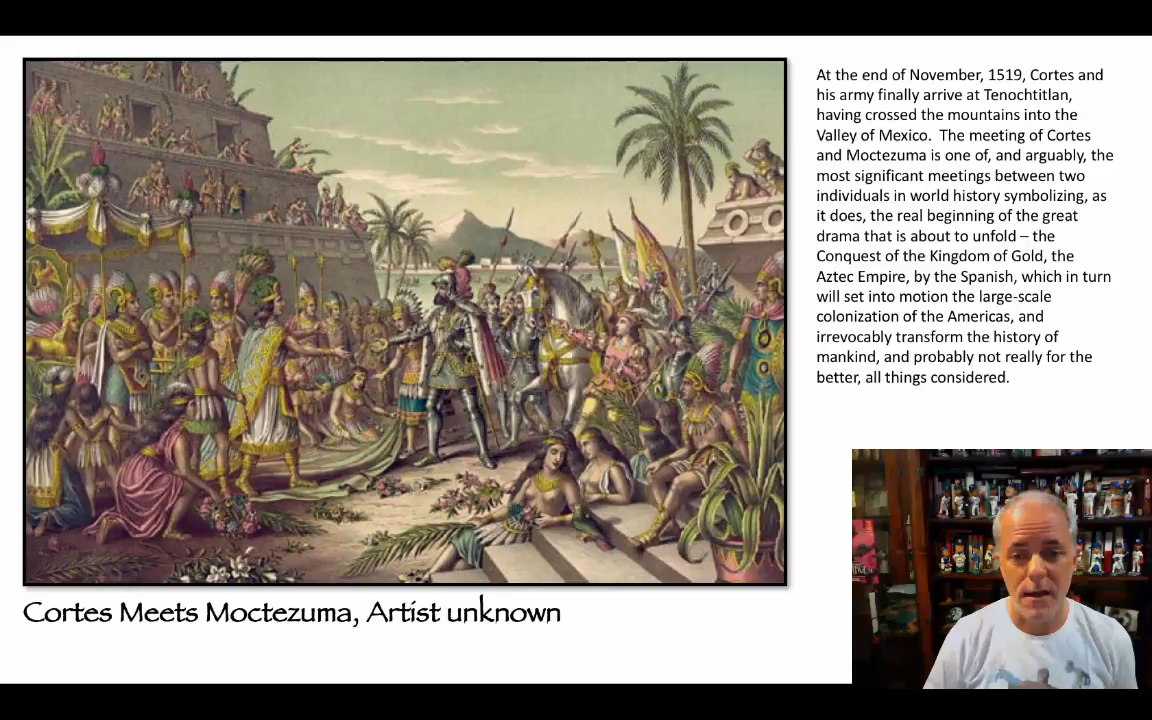 At the end of November, 1519, Cortes and
his army finally arrive at Tenochtitlan,
having crossed the mountains into the
Valley of Mexico.  The meeting of Cortes
and Moctezuma is one of, and arguably, the
most significant meetings between two
individuals in world history symbolizing, as
it does, the real beginning of the great
drama that is about to unfold – the
Conquest of the Kingdom of Gold, the
Aztec Empire, by the Spanish, which in turn
will set into motion the large-scale
colonization of the Americas, and
irrevocably transform the history of
mankind, and probably not really for the
better, all things considered.
Cortes Meets Moctezuma, Artist unknown